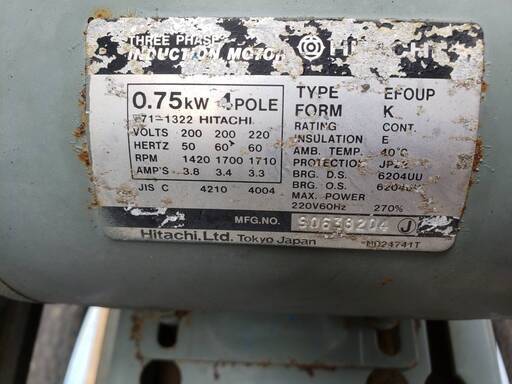 THREE PHASE
INDUCTION MOTOR HITACHI
0.75kW 4POLE
TYPE EFOUP
FORM K
71-1322 HITACHI
RATING CONT.
VOLTS 200 200 220
INSULATION E
HERTZ 50 60 60
AMB. TEMP. 40°C
RPM 1420 1700 1710
PROTECTION
AMP'S 3.8 3.4 3.3
BRG. D.S. 6204UU
BRG. O.S.
JIS C 4210 4004
MAX. POWER
220V60Hz 270%
MFG.NO. J
Hitachi, Ltd. Tokyo Japan
MD24741T